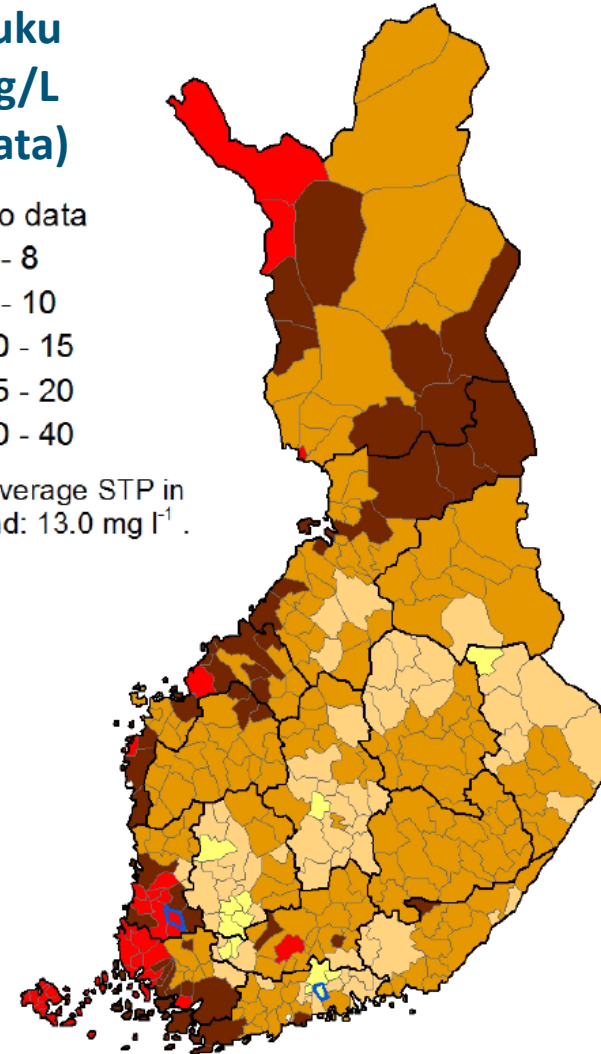 uku
g/L
ata)
o data
- 8
- 10
0 - 15
5 - 20
0 - 40
verage STP in
nd: 13.0 mg l⁻¹ .